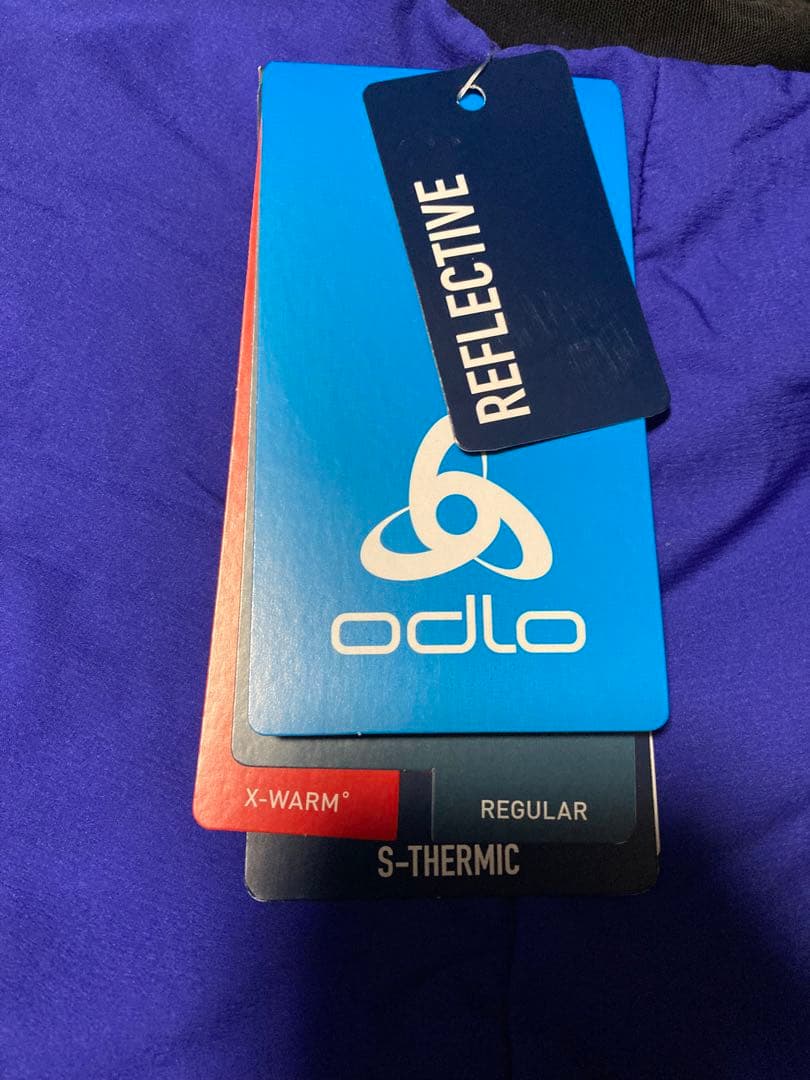 REFLECTIVE
odlo
X-WARM°
REGULAR
S-THERMIC